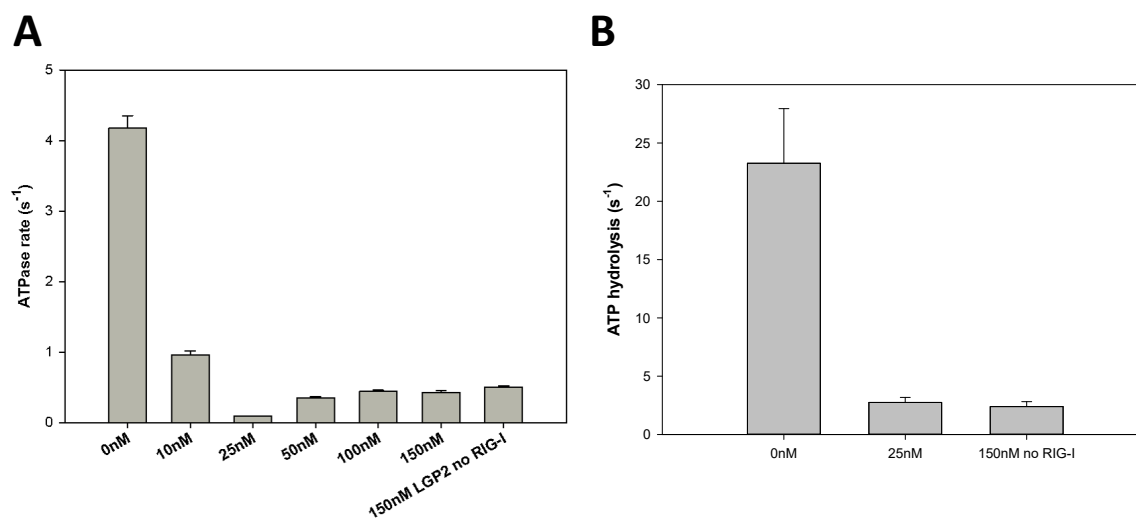 A
5
4
3
2
1
0
ATPase rate (s-1)
0nM
10nM
25nM
50nM
100nM
150nM
150nM LGP2 no RIG-I
B
30
25
20
15
10
5
0
ATP hydrolysis (s-1)
0nM
25nM
150nM no RIG-I